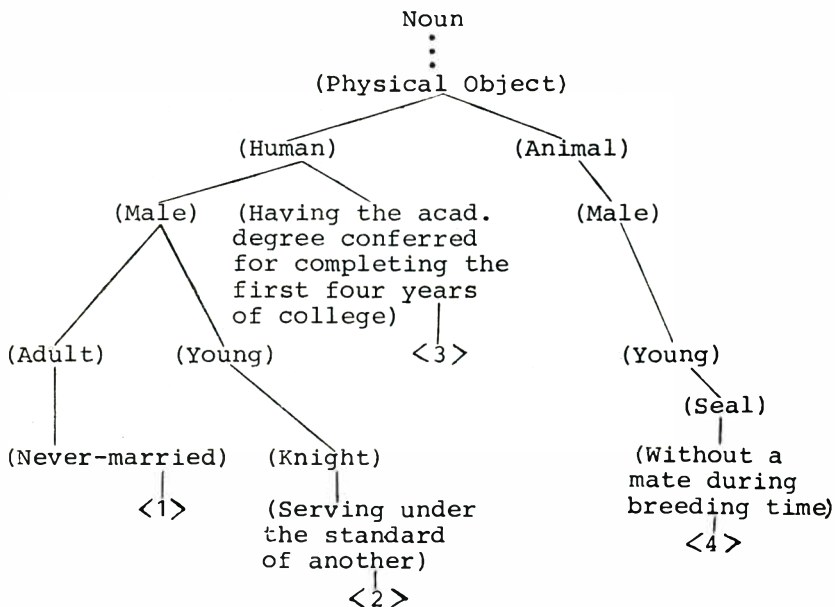 Noun
(Physical Object)
(Human) (Animal)
(Male) (Having the acad. (Male)
degree conferred
for completing the
first four years
of college)
(Adult) (Young) <3> (Young)
(Seal)
(Never-married) (Knight) (Without a
mate during
<1> (Serving under breeding time)
the standard
of another) <4>
<2>